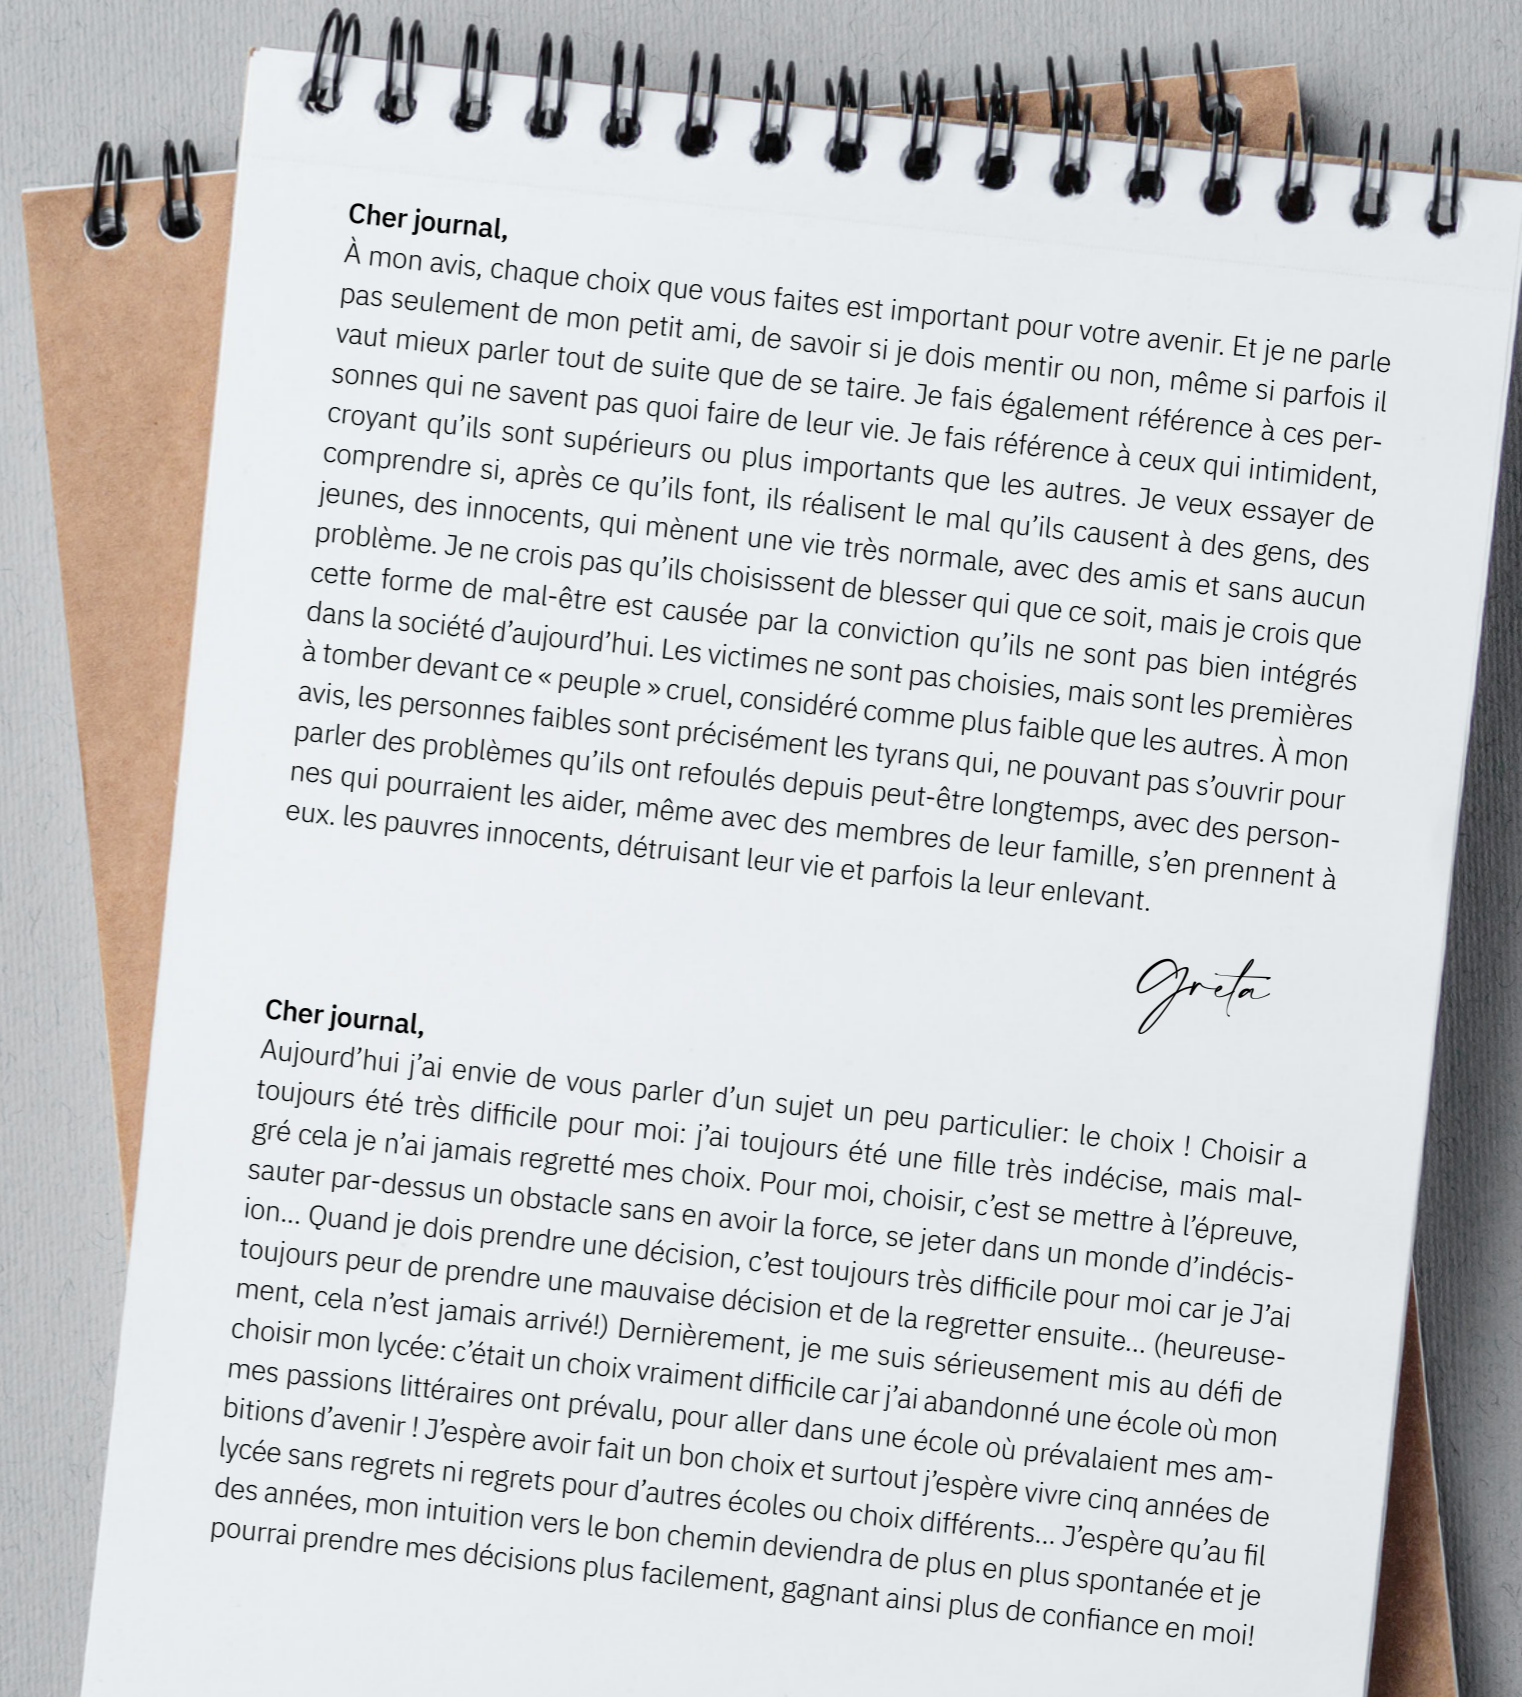 Cher journal,
À mon avis, chaque choix que vous faites est important pour votre avenir. Et je ne parle
pas seulement de mon petit ami, de savoir si je dois mentir ou non, même si parfois il
vaut mieux parler tout de suite que de se taire. Je fais également référence à ces per-
sonnes qui ne savent pas quoi faire de leur vie. Je fais référence à ceux qui intimident,
croyant qu’ils sont supérieurs ou plus importants que les autres. Je veux essayer de
comprendre si, après ce qu’ils font, ils réalisent le mal qu’ils causent à des gens, des
jeunes, des innocents, qui mènent une vie très normale, avec des amis et sans aucun
problème. Je ne crois pas qu’ils choisissent de blesser qui que ce soit, mais je crois que
cette forme de mal-être est causée par la conviction qu’ils ne sont pas bien intégrés
dans la société d’aujourd’hui. Les victimes ne sont pas choisies, mais sont les premières
à tomber devant ce « peuple » cruel, considéré comme plus faible que les autres. À mon
avis, les personnes faibles sont précisément les tyrans qui, ne pouvant pas s’ouvrir pour
parler des problèmes qu’ils ont refoulés depuis peut-être longtemps, avec des person-
nes qui pourraient les aider, même avec des membres de leur famille, s’en prennent à
eux. les pauvres innocents, détruisant leur vie et parfois la leur enlevant.
Greta
Cher journal,
Aujourd’hui j’ai envie de vous parler d’un sujet un peu particulier: le choix ! Choisir a
toujours été très difficile pour moi: j’ai toujours été une fille très indécise, mais mal-
gré cela je n’ai jamais regretté mes choix. Pour moi, choisir, c’est se mettre à l’épreuve,
sauter par-dessus un obstacle sans en avoir la force, se jeter dans un monde d’indécis-
ion... Quand je dois prendre une décision, c’est toujours très difficile pour moi car je J’ai
toujours peur de prendre une mauvaise décision et de la regretter ensuite... (heureuse-
ment, cela n’est jamais arrivé!) Dernièrement, je me suis sérieusement mis au défi de
choisir mon lycée: c’était un choix vraiment difficile car j’ai abandonné une école où mon
mes passions littéraires ont prévalu, pour aller dans une école où prévalaient mes am-
bitions d’avenir ! J’espère avoir fait un bon choix et surtout j’espère vivre cinq années de
lycée sans regrets ni regrets pour d’autres écoles ou choix différents... J’espère qu’au fil
des années, mon intuition vers le bon chemin deviendra de plus en plus spontanée et je
pourrai prendre mes décisions plus facilement, gagnant ainsi plus de confiance en moi!